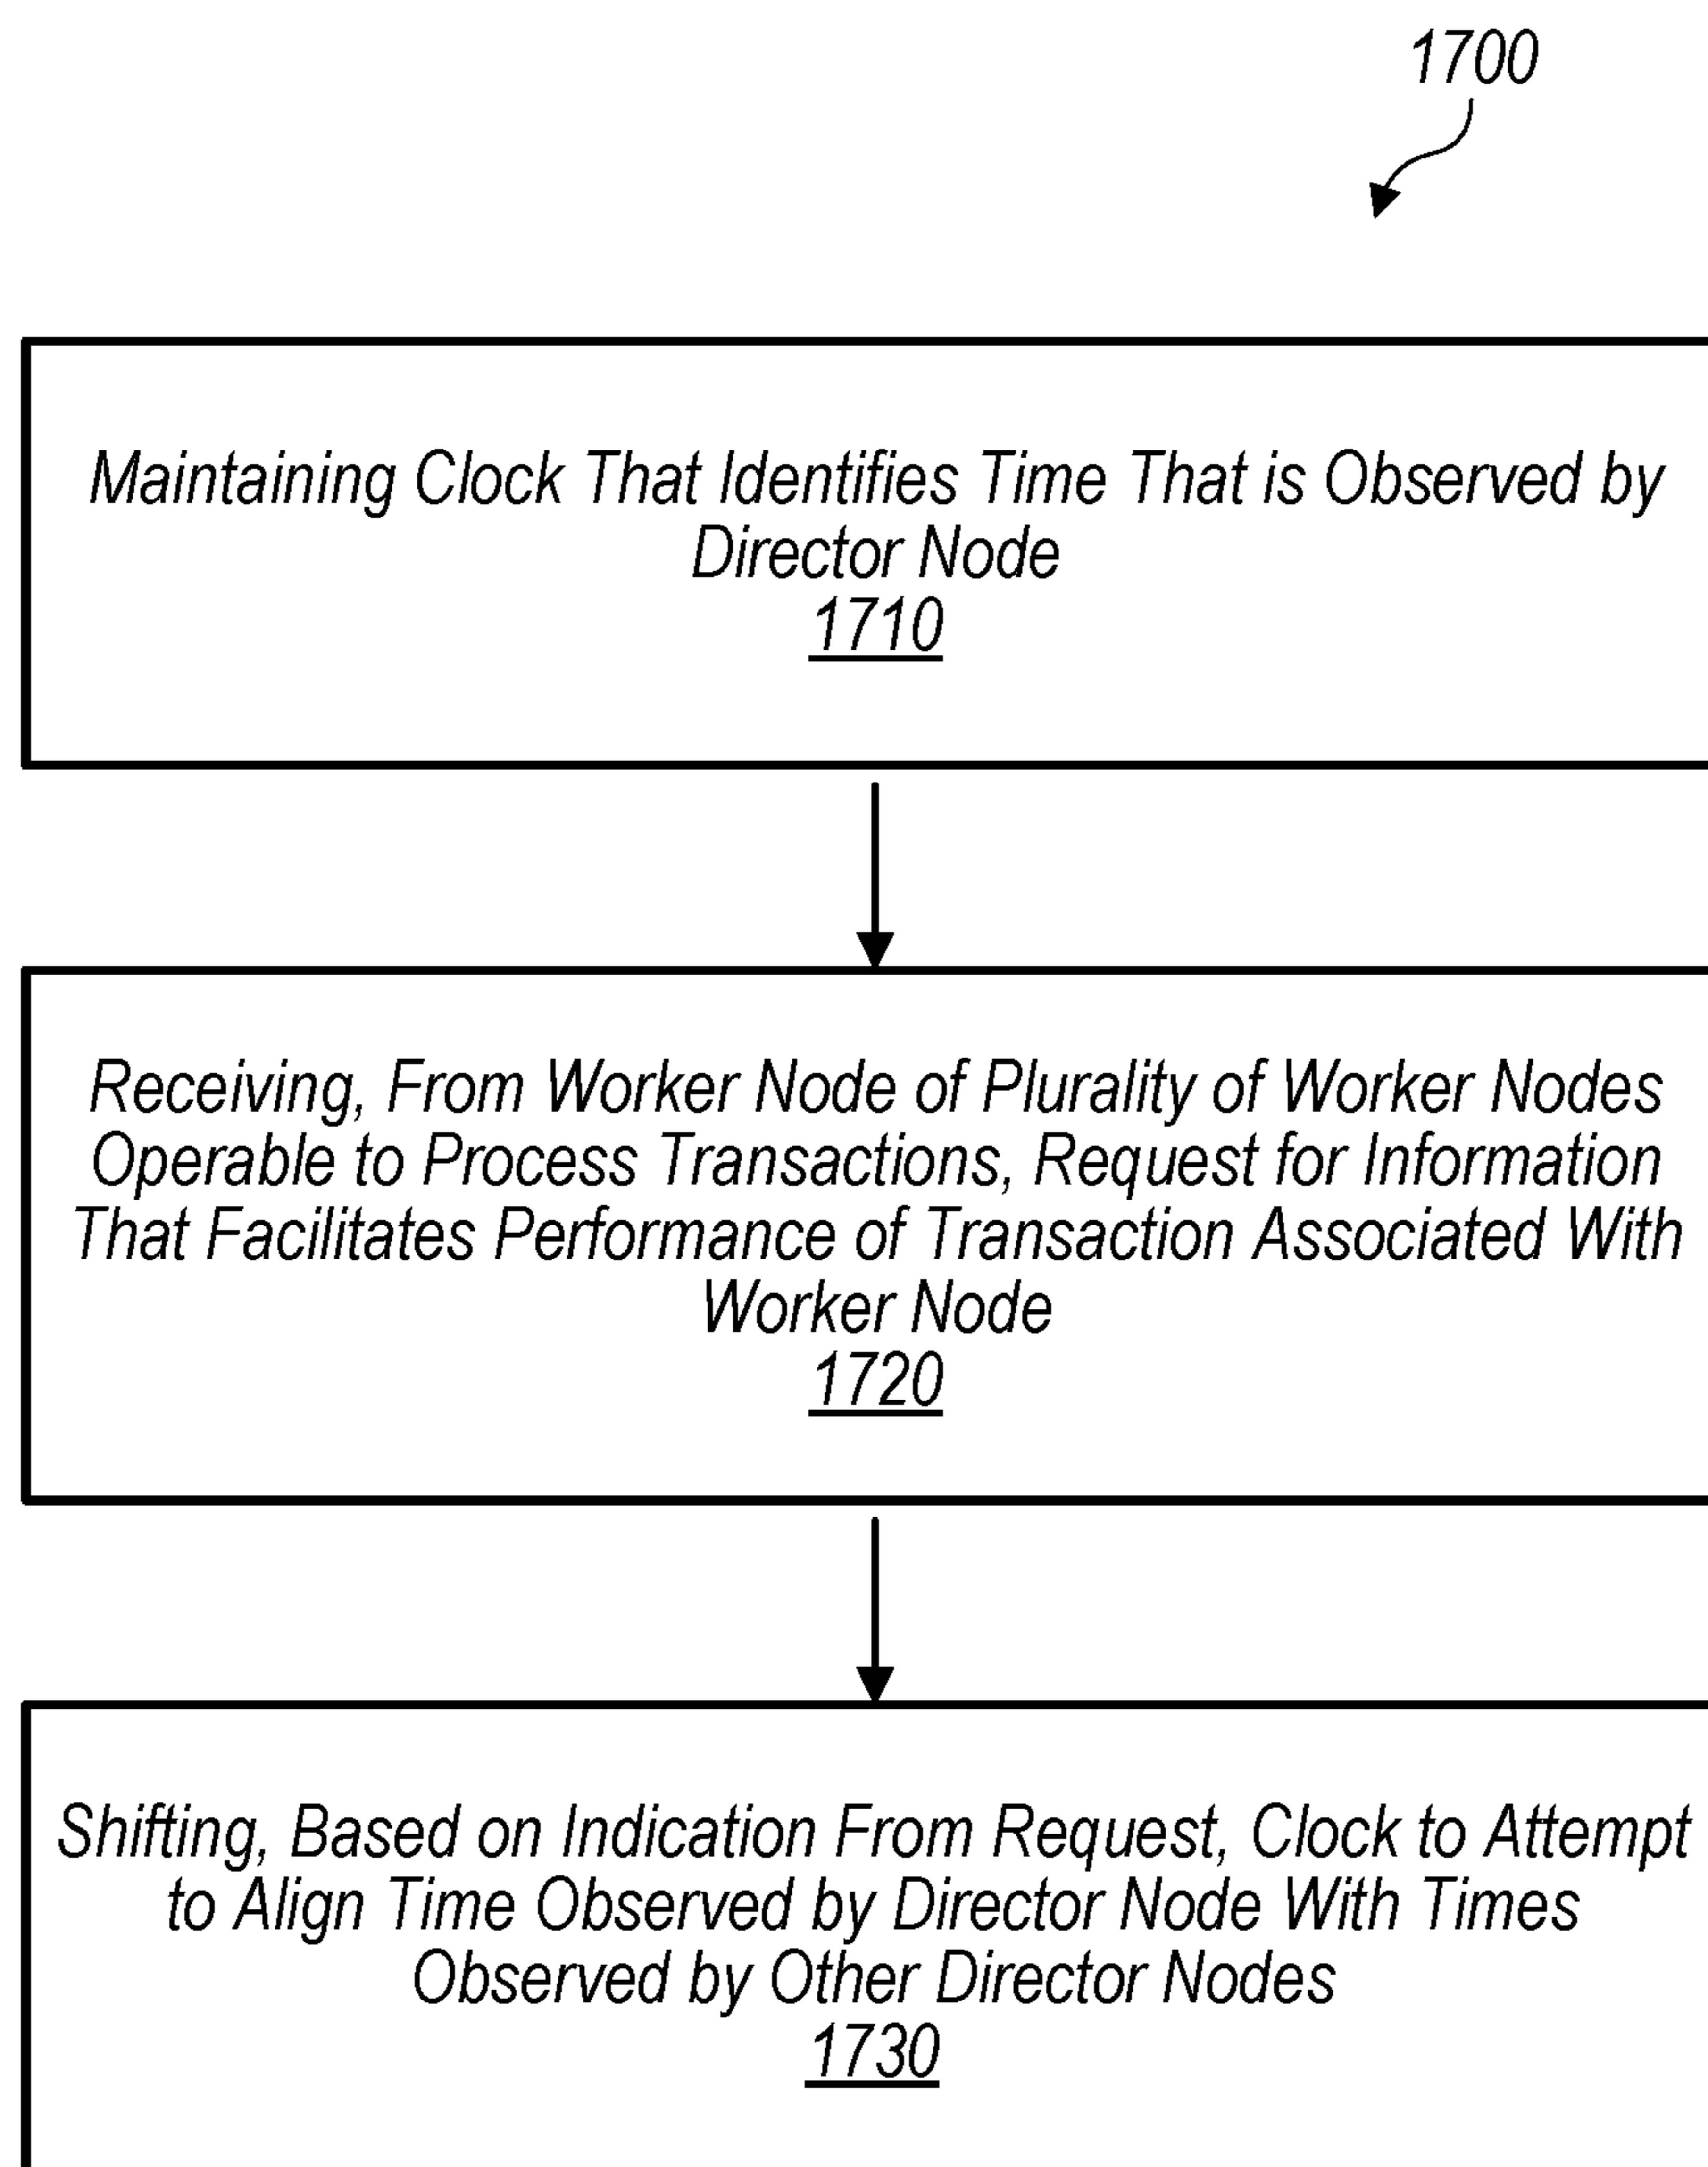 1700
Maintaining Clock That Identifies Time That is Observed by
Director Node
1710
Receiving, From Worker Node of Plurality of Worker Nodes
Operable to Process Transactions, Request for Information
That Facilitates Performance of Transaction Associated With
Worker Node
1720
Shifting, Based on Indication From Request, Clock to Attempt
to Align Time Observed by Director Node With Times
Observed by Other Director Nodes
1730